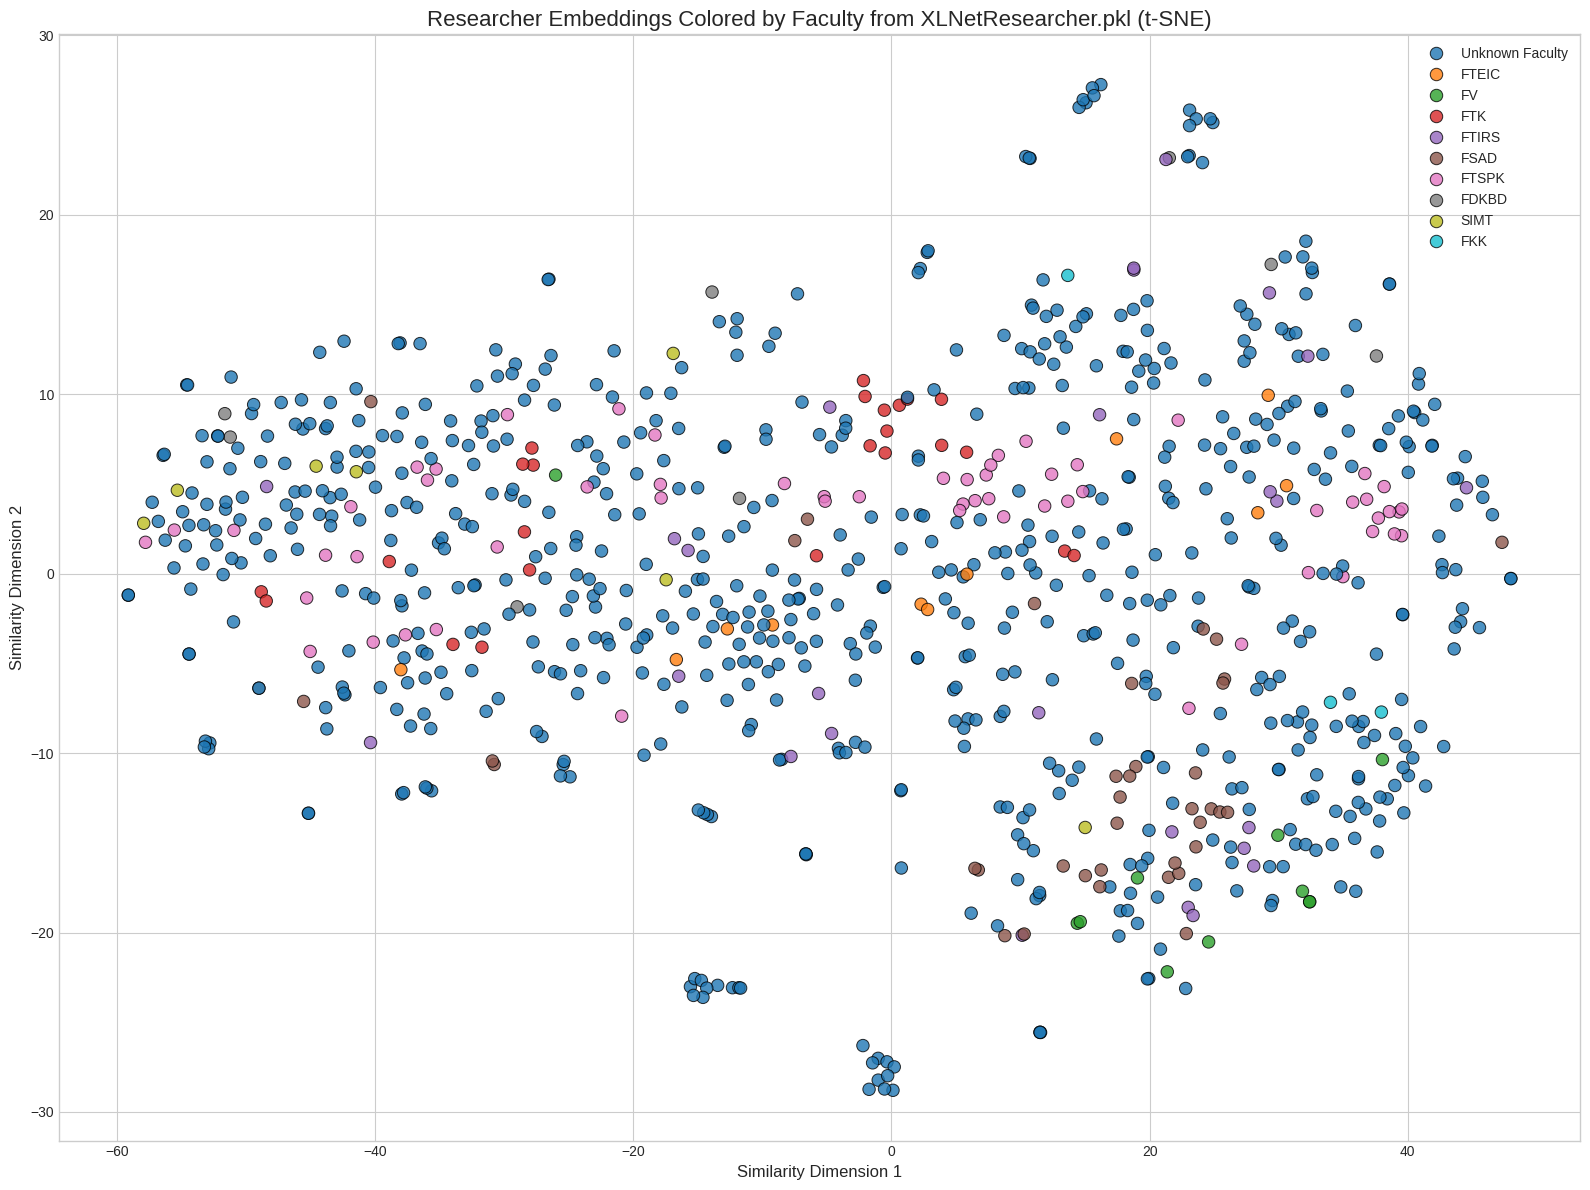 Researcher Embeddings Colored by Faculty from XLNetResearcher.pkl (t-SNE)
Unknown Faculty
FTEIC
FV
FTK
FTIRS
FSAD
FTSPK
FDKBD
SIMT
FKK
30
20
10
0
−10
−20
−30
Similarity Dimension 2
−60
−40
−20
0
20
40
Similarity Dimension 1